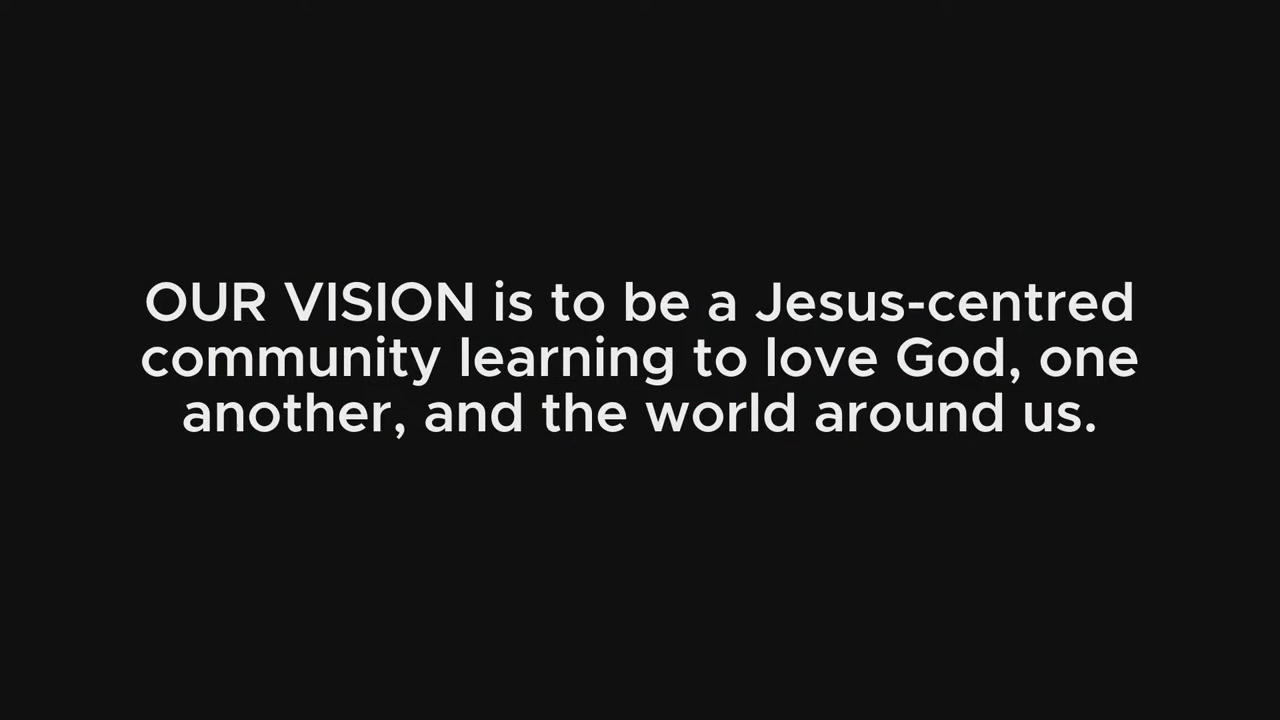 OUR VISION is to be a Jesus-centred
community learning to love God, one
another, and the world around us.